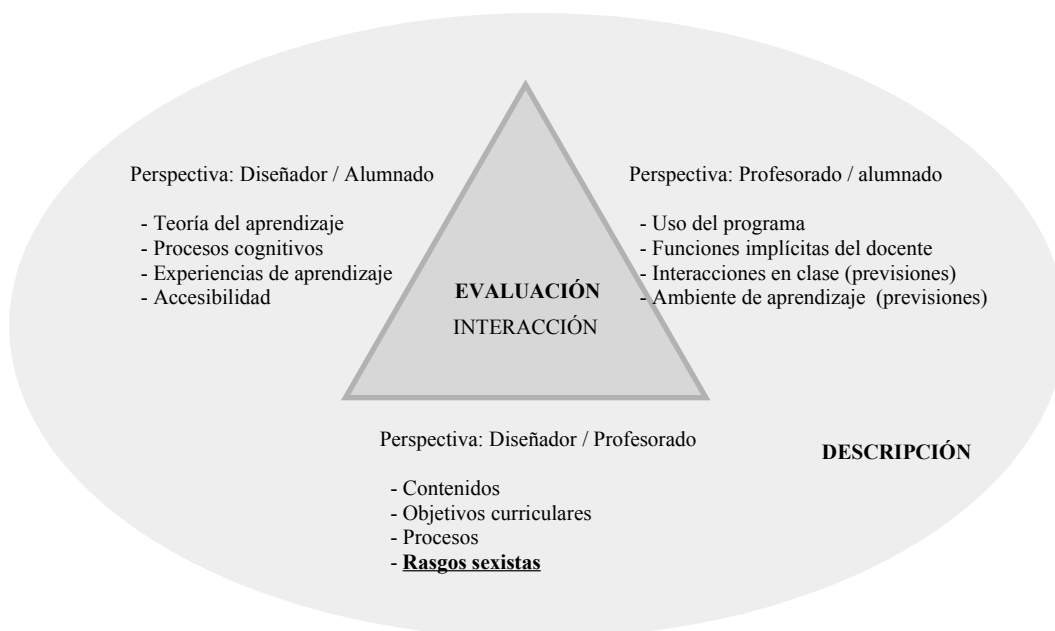 Perspectiva: Diseñador / Alumnado
- Teoría del aprendizaje
- Procesos cognitivos
- Experiencias de aprendizaje
- Accesibilidad
Perspectiva: Profesorado / alumnado
- Uso del programa
- Funciones implícitas del docente
- Interacciones en clase (previsiones)
- Ambiente de aprendizaje (previsiones)
EVALUACIÓN
INTERACCIÓN
Perspectiva: Diseñador / Profesorado
- Contenidos
- Objetivos curriculares
- Procesos
- Rasgos sexistas
DESCRIPCIÓN